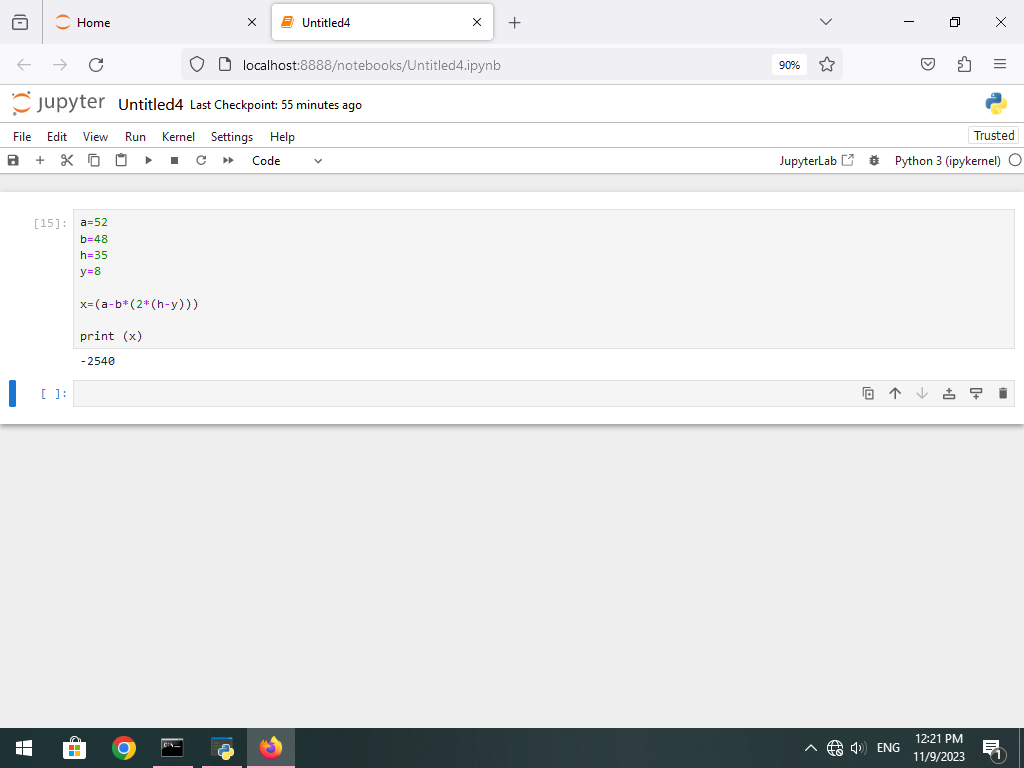 Home
Untitled4
localhost:8888/notebooks/Untitled4.ipynb
90%
jupyter Untitled4 Last Checkpoint: 55 minutes ago
File Edit View Run Kernel Settings Help
Trusted
Code
JupyterLab
Python 3 (ipykernel)
[15]:
a=52
b=48
h=35
y=8
x=(a-b*(2*(h-y)))
print (x)
-2540
[ ]:
ENG
12:21 PM
11/9/2023
1